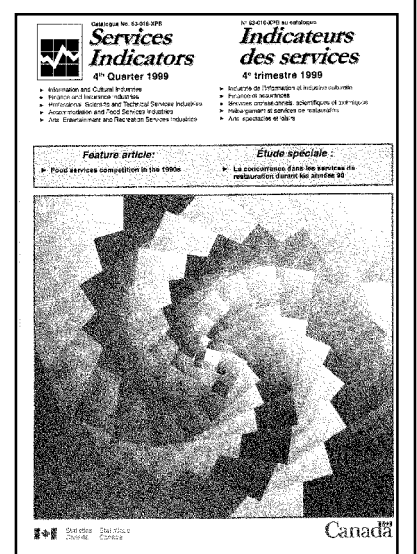 Catalogue No. 63-016-XPB
Services
Indicators
4th Quarter 1999
Information and Cultural Industries
Finance and Insurance Industries
Professional, Scientific and Technical Services Industries
Accommodation and Food Services Industries
Arts, Entertainment and Recreation Services Industries
N° 63-016-XPB au catalogue
Indicateurs
des services
4e trimestre 1999
Industrie de l'information et industrie culturelle
Finance et assurances
Services professionnels, scientifiques et techniques
Hébergement et services de restauration
Arts, spectacles et loisirs
Feature article:
Food services competition in the 1990s
Étude spéciale :
La concurrence dans les services de
restauration durant les années 90
Statistics Statistique
Canada Canada
Canada